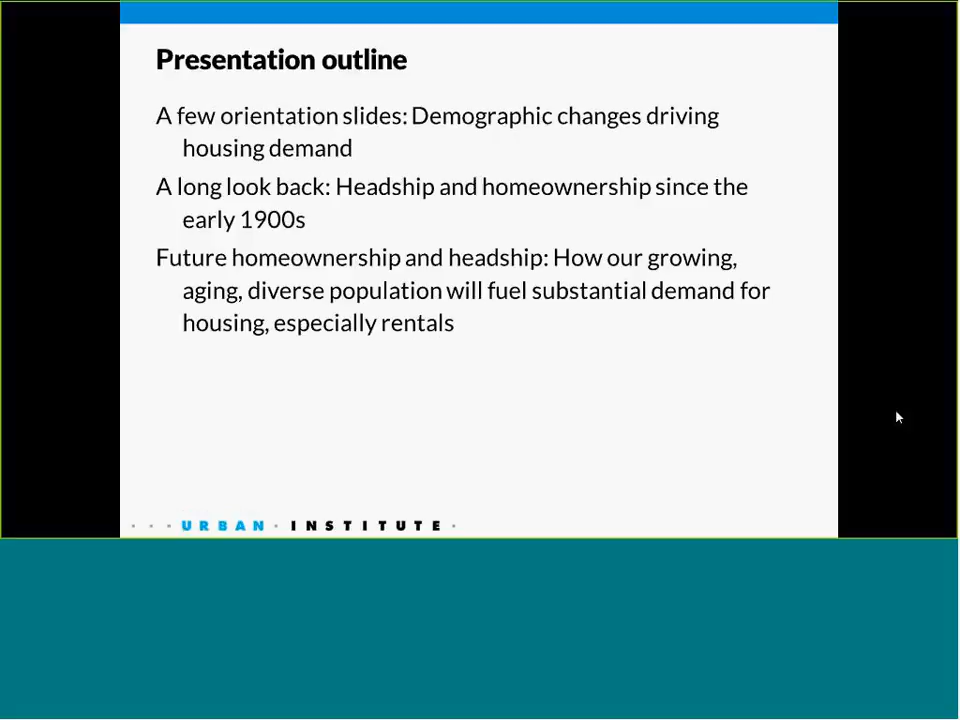 Presentation outline
A few orientation slides: Demographic changes driving
housing demand
A long look back: Headship and homeownership since the
early 1900s
Future homeownership and headship: How our growing,
aging, diverse population will fuel substantial demand for
housing, especially rentals
URBAN INSTITUTE